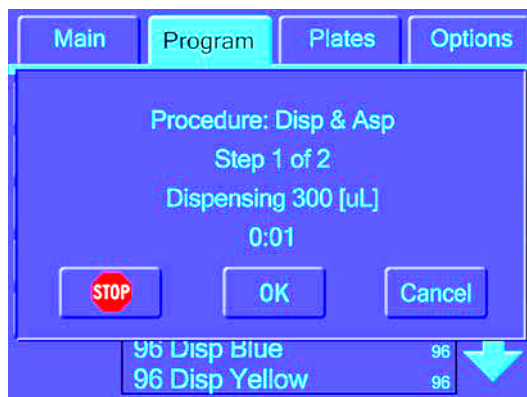 Main Program Plates Options
Procedure: Disp & Asp
Step 1 of 2
Dispensing 300 [uL]
0:01
STOP OK Cancel
96 Disp Blue 96
96 Disp Yellow 96